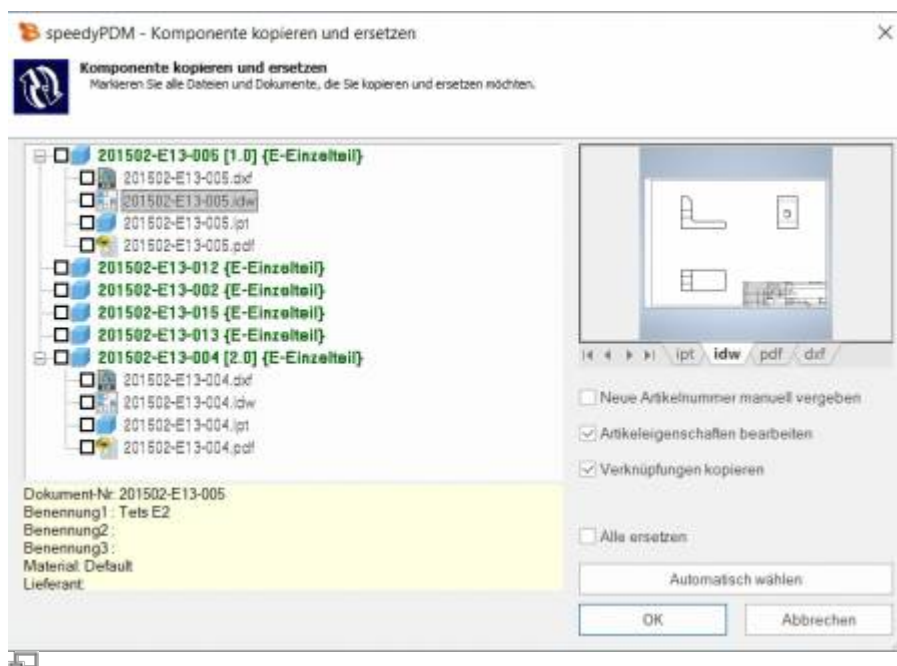 speedyPDM - Komponente kopieren und ersetzen
Komponente kopieren und ersetzen
Markieren Sie alle Dateien und Dokumente, die Sie kopieren und ersetzen möchten.
201502-E13-005 [1.0] {E-Einzelteil}
201502-E13-005.dxf
201502-E13-005.idw
201502-E13-005.ipt
201502-E13-005.pdf
201502-E13-012 {E-Einzelteil}
201502-E13-002 {E-Einzelteil}
201502-E13-015 {E-Einzelteil}
201502-E13-013 {E-Einzelteil}
201502-E13-004 [2.0] {E-Einzelteil}
201502-E13-004.dxf
201502-E13-004.idw
201502-E13-004.ipt
201502-E13-004.pdf
ipt idw pdf dxf
Neue Artikelnummer manuell vergeben
Artikeleigenschaften bearbeiten
Verknüpfungen kopieren
Alle ersetzen
Automatisch wählen
OK Abbrechen
Dokument-Nr: 201502-E13-005
Benennung1 : Tets E2
Benennung2 :
Benennung3 :
Material: Default
Lieferant: